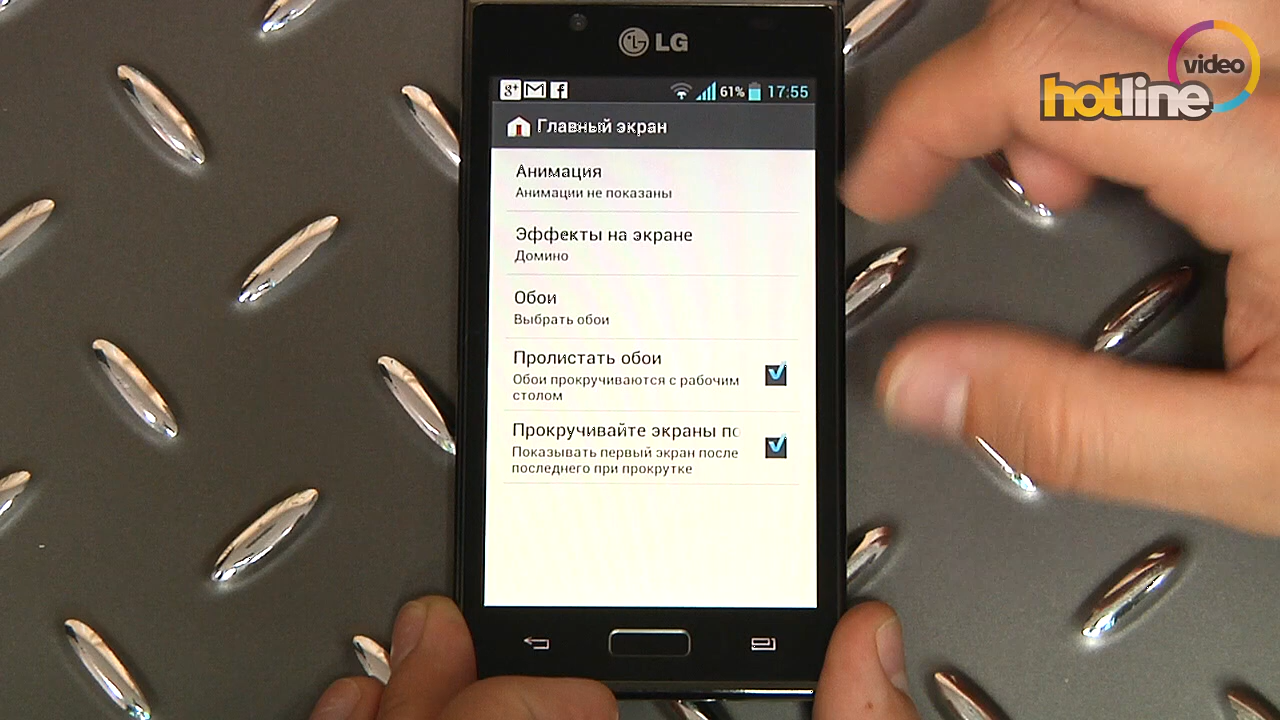 LG
video
hotline
g+ M f 61% 17:55
Главный экран
Анимация
Анимации не показаны
Эффекты на экране
Домино
Обои
Выбрать обои
Пролистать обои
Обои прокручиваются с рабочим
столом
Прокручивайте экраны по
Показывать первый экран после
последнего при прокрутке